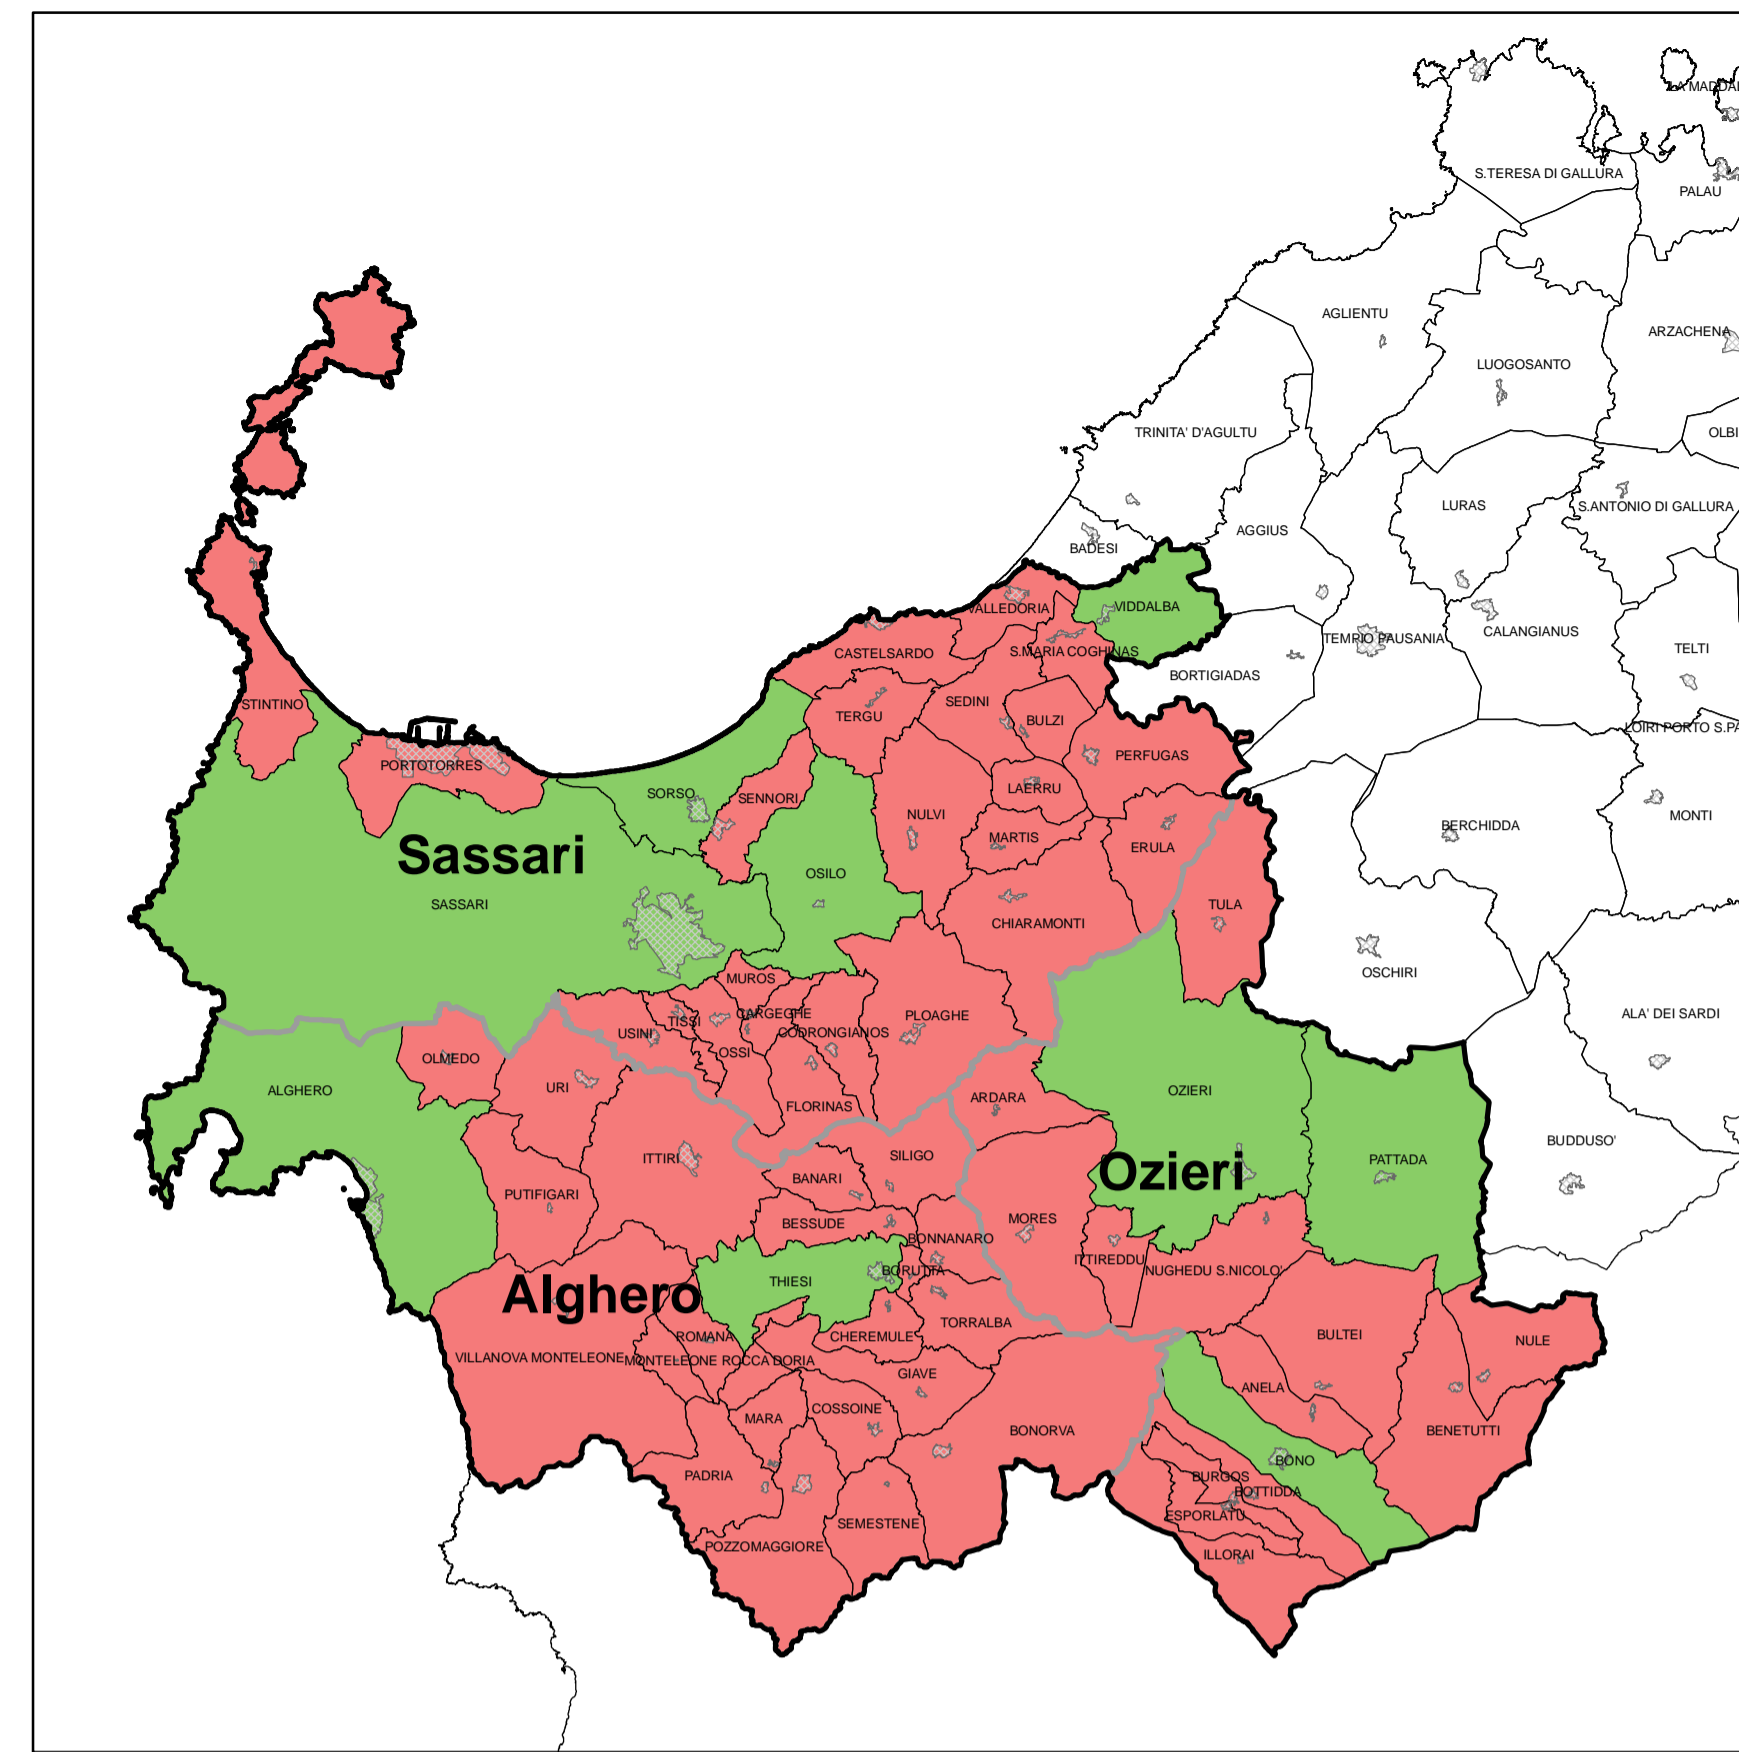 LA MADDAL
S.TERESA DI GALLURA
PALAU
AGLIENTU
ARZACHENA
LUOGOSANTO
TRINITA' D'AGULTU
OLBI
LURAS
S.ANTONIO DI GALLURA
AGGIUS
BADESI
VALLEDORIA
VIDDALBA
CALANGIANUS
TEMPIO PAUSANIA
TELTI
CASTELSARDO
S.MARIA COGHINAS
BORTIGIADAS
STINTINO
SEDINI
TERGU
BULZI
LOIRI PORTO S.PA
PERFUGAS
PORTOTORRES
LAERRU
SORSO
SENNORI
NULVI
MONTI
BERCHIDDA
MARTIS
ERULA
Sassari
OSILO
SASSARI
TULA
CHIARAMONTI
OSCHIRI
MUROS
CARGEGHE
PLOAGHE
ALA' DEI SARDI
TISSI
USINI
CODRONGIANOS
OSSI
OLMEDO
URI
ALGHERO
OZIERI
ARDARA
FLORINAS
BUDDUSO'
SILIGO
ITTIRI
PATTADA
Ozieri
BANARI
PUTIFIGARI
MORES
BESSUDE
BONNANARO
ITTIREDDU
BORUTTA
NUGHEDU S.NICOLO'
THIESI
Alghero
TORRALBA
ROMANA
CHEREMULE
BULTEI
NULE
VILLANOVA MONTELEONE
MONTELEONE ROCCA DORIA
GIAVE
ANELA
COSSOINE
MARA
BONORVA
BENETUTTI
BONO
PADRIA
BURGOS
BOTTIDDA
ESPORLATU
SEMESTENE
POZZOMAGGIORE
ILLORAI